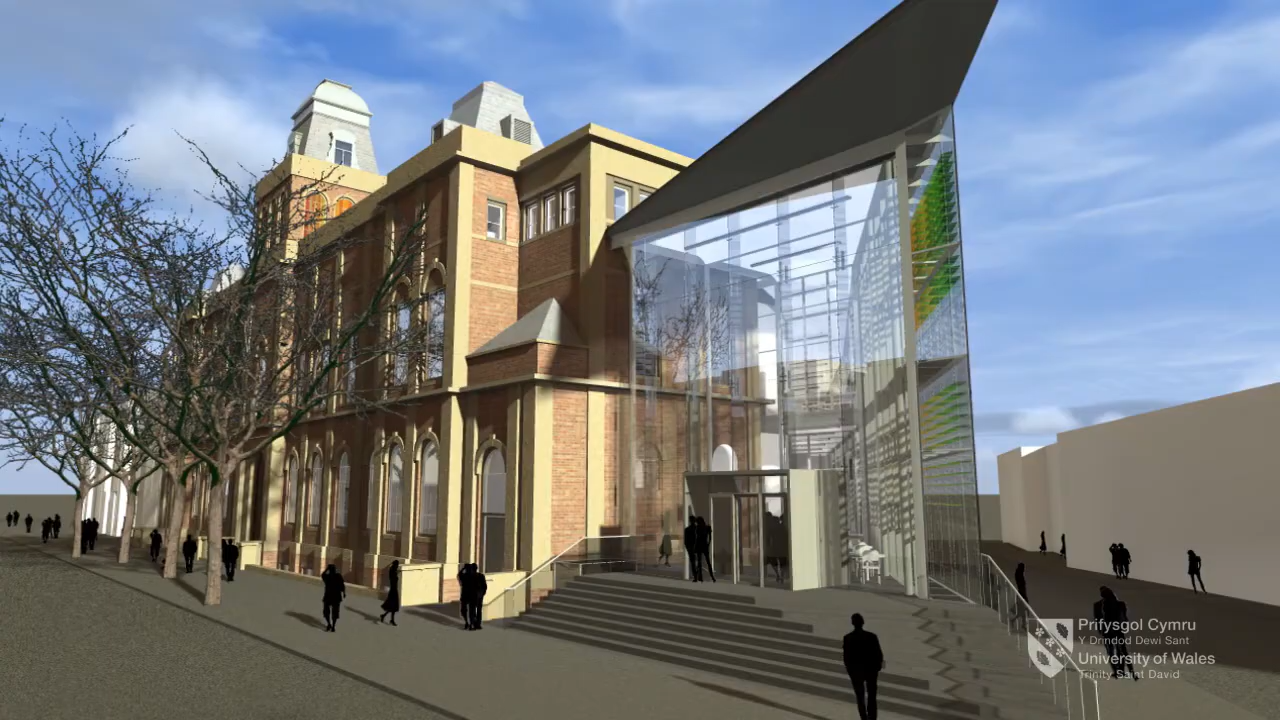 Prifysgol Cymru
Y Drindod Dewi Sant
University of Wales
Trinity Saint David